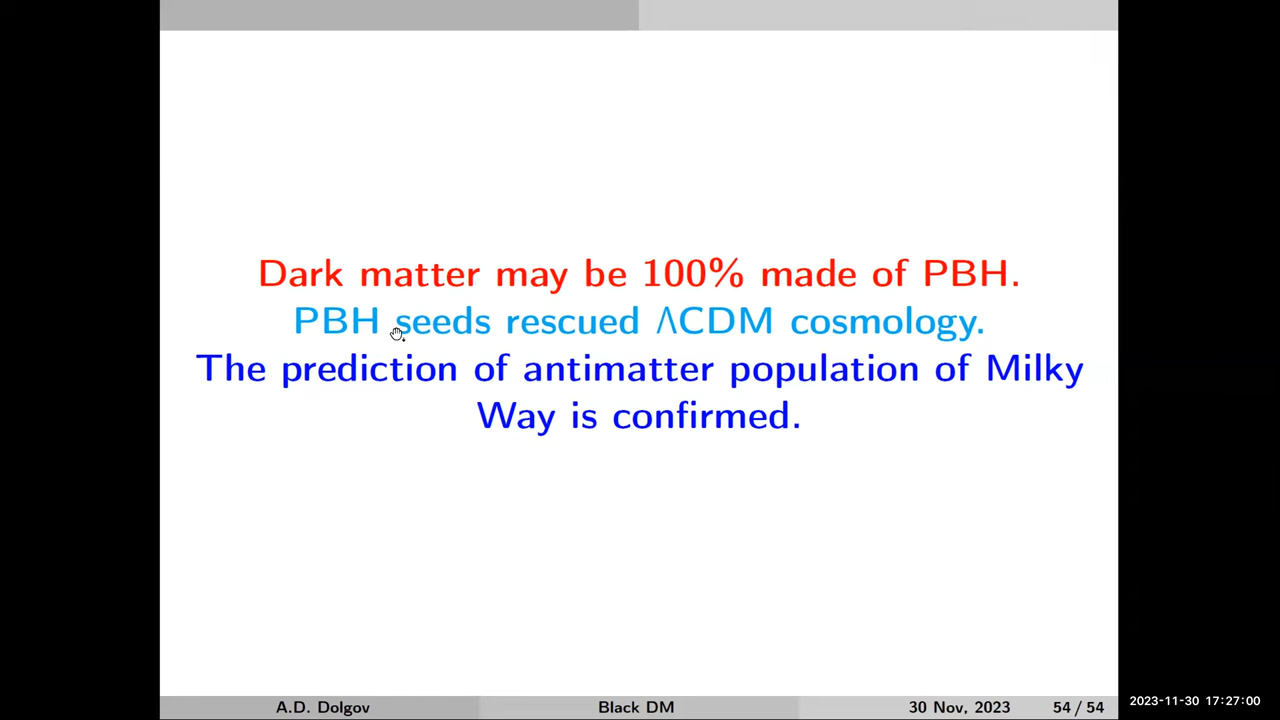 Dark matter may be 100% made of PBH.
PBH seeds rescued ΛCDM cosmology.
The prediction of antimatter population of Milky
Way is confirmed.
A.D. Dolgov
Black DM
30 Nov, 2023
54 / 54
2023-11-30 17:27:00